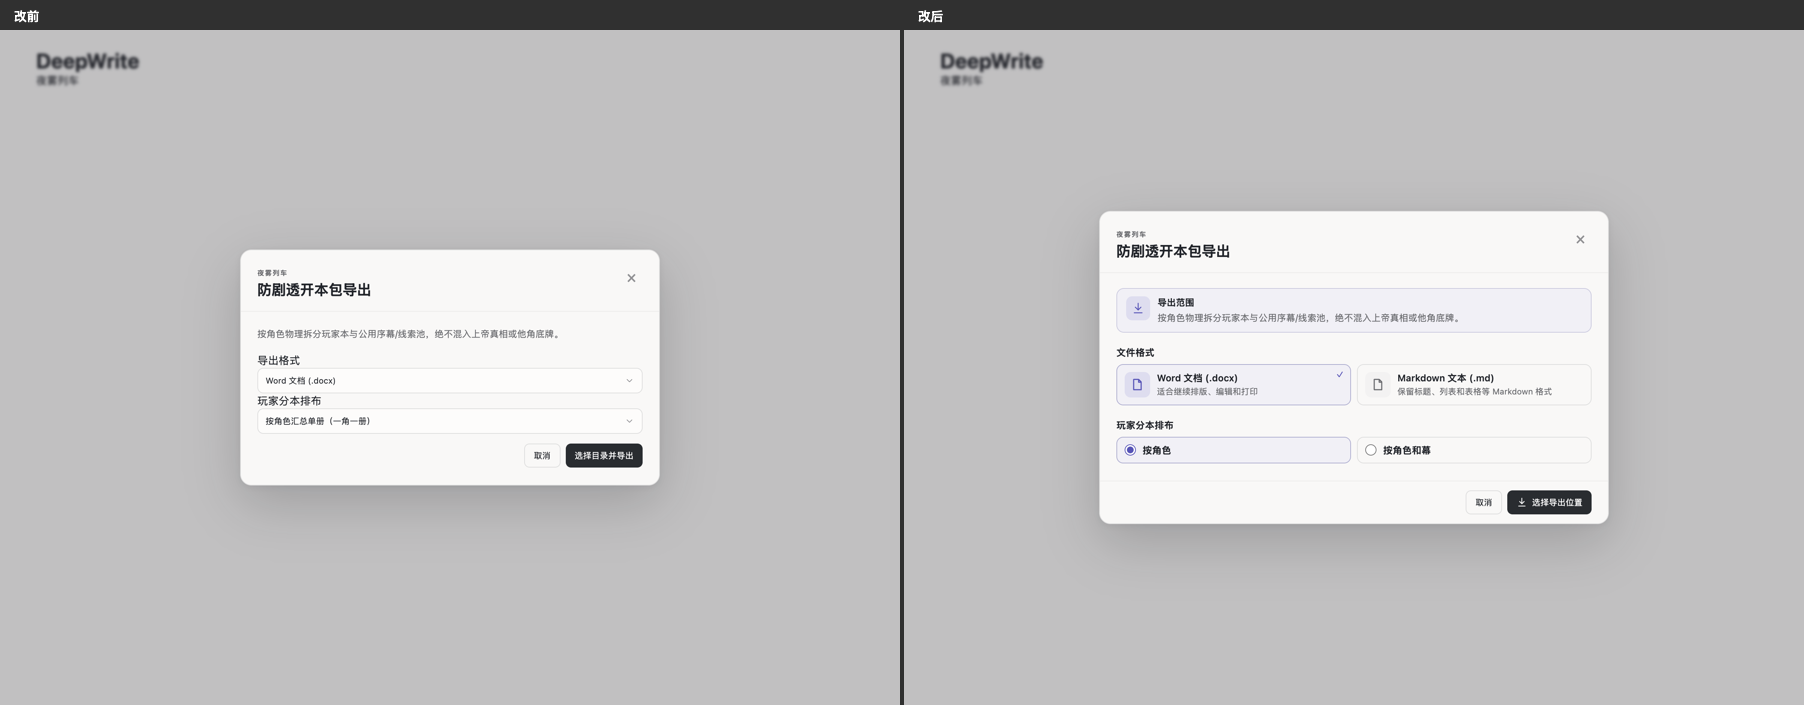 改前
DeepWrite
夜雾列车
夜雾列车
防剧透开本包导出
按角色物理拆分玩家本与公用序幕/线索池，绝不混入上帝真相或他角底牌。
导出格式
Word 文档 (.docx)
玩家分本排布
按角色汇总单册（一角一册）
取消
选择目录并导出
改后
DeepWrite
夜雾列车
夜雾列车
防剧透开本包导出
导出范围
按角色物理拆分玩家本与公用序幕/线索池，绝不混入上帝真相或他角底牌。
文件格式
Word 文档 (.docx)
适合继续排版、编辑和打印
Markdown 文本 (.md)
保留标题、列表和表格等 Markdown 格式
玩家分本排布
按角色
按角色和幕
取消
选择导出位置